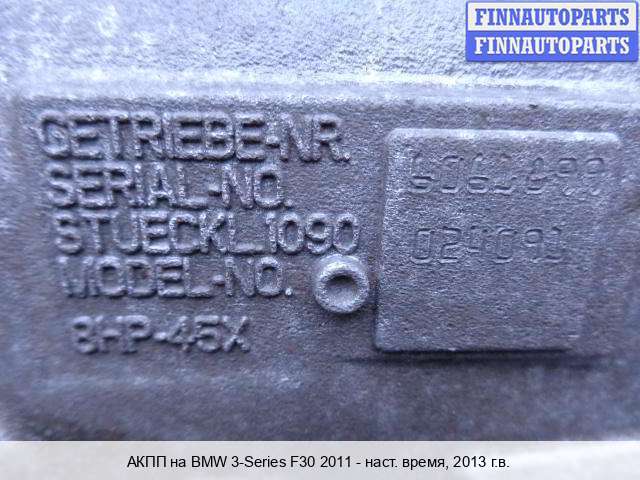 FINNAUTOPARTS
FINNAUTOPARTS
GETRIEBE-NR.
SERIAL-NO.
STUECKL.1090
MODEL-NO.
024091
8HP-45X
АКПП на BMW 3-Series F30 2011 - наст. время, 2013 г.в.